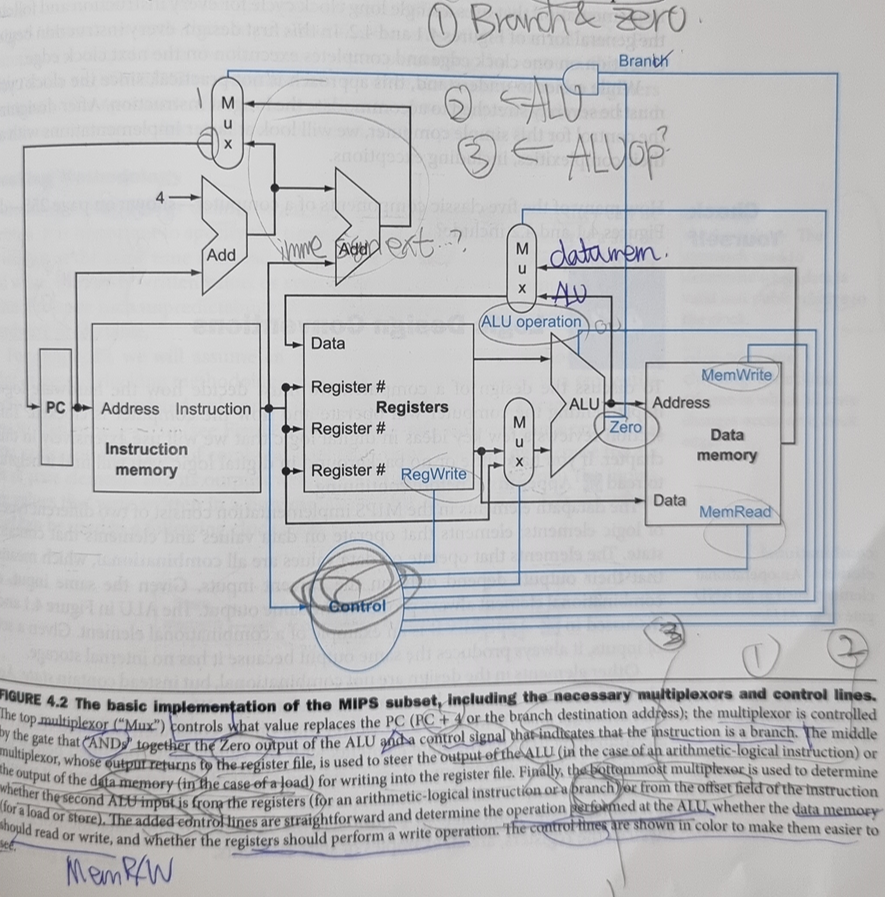 ① Branch & zero.
Branch
② ← ALU
③ ← ALUop?
M
u
x
1
0
4
Add
Add
imme
ext..?
M
u
x
datamem.
ALU
ALU operation
Data
Register #
Registers
Register #
Register #
RegWrite
PC
Address
Instruction
Instruction
memory
M
u
x
ALU
Zero
MemWrite
Address
Data
memory
Data
MemRead
Control
③
①
②
FIGURE 4.2 The basic implementation of the MIPS subset, including the necessary multiplexors and control lines.
The top multiplexor (“Mux”) controls what value replaces the PC (PC + 4 or the branch destination address); the multiplexor is controlled
by the gate that “ANDs” together the Zero output of the ALU and a control signal that indicates that the instruction is a branch. The middle
multiplexor, whose output returns to the register file, is used to steer the output of the ALU (in the case of an arithmetic-logical instruction) or
the output of the data memory (in the case of a load) for writing into the register file. Finally, the bottommost multiplexor is used to determine
whether the second ALU input is from the registers (for an arithmetic-logical instruction or a branch) or from the offset field of the instruction
(for a load or store). The added control lines are straightforward and determine the operation performed at the ALU, whether the data memory
should read or write, and whether the registers should perform a write operation. The control lines are shown in color to make them easier to
see.
MemR/W